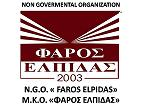 NON GOVERMENTAL ORGANIZATION
ΦΑΡΟΣ
ΕΛΠΙΔΑΣ
2003
N.G.O. « FAROS ELPIDAS»
Μ.Κ.Ο. «ΦΑΡΟΣ ΕΛΠΙΔΑΣ»